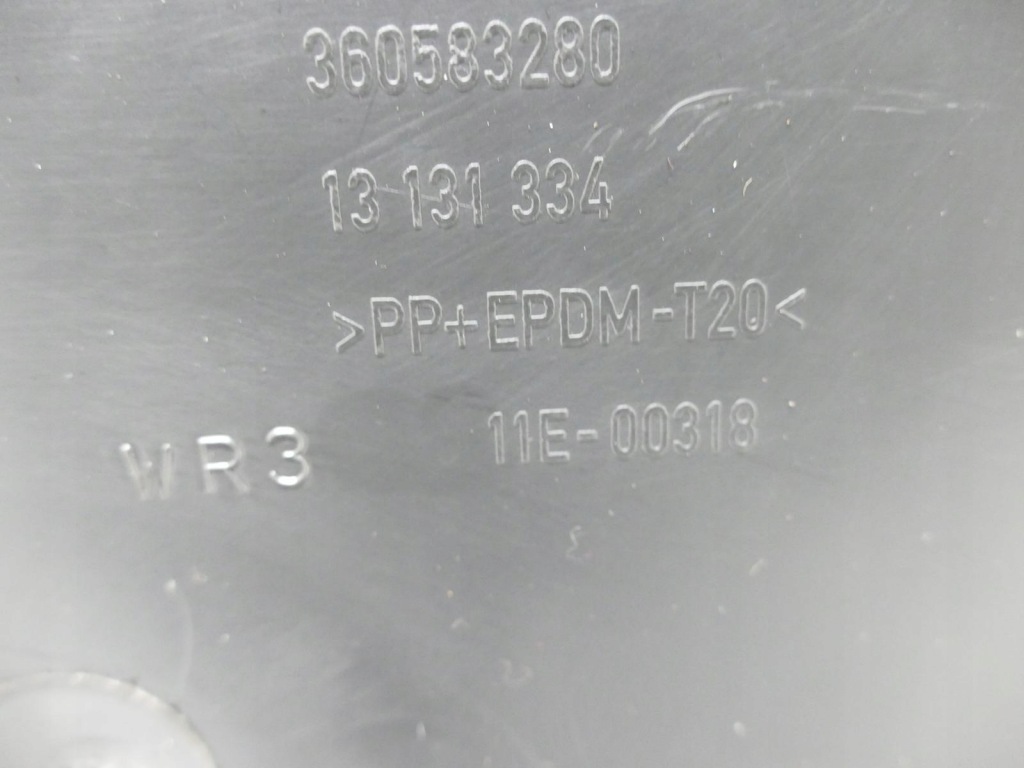 360583280
13 131 334
>PP+EPDM-T20<
11E-00318
WR3